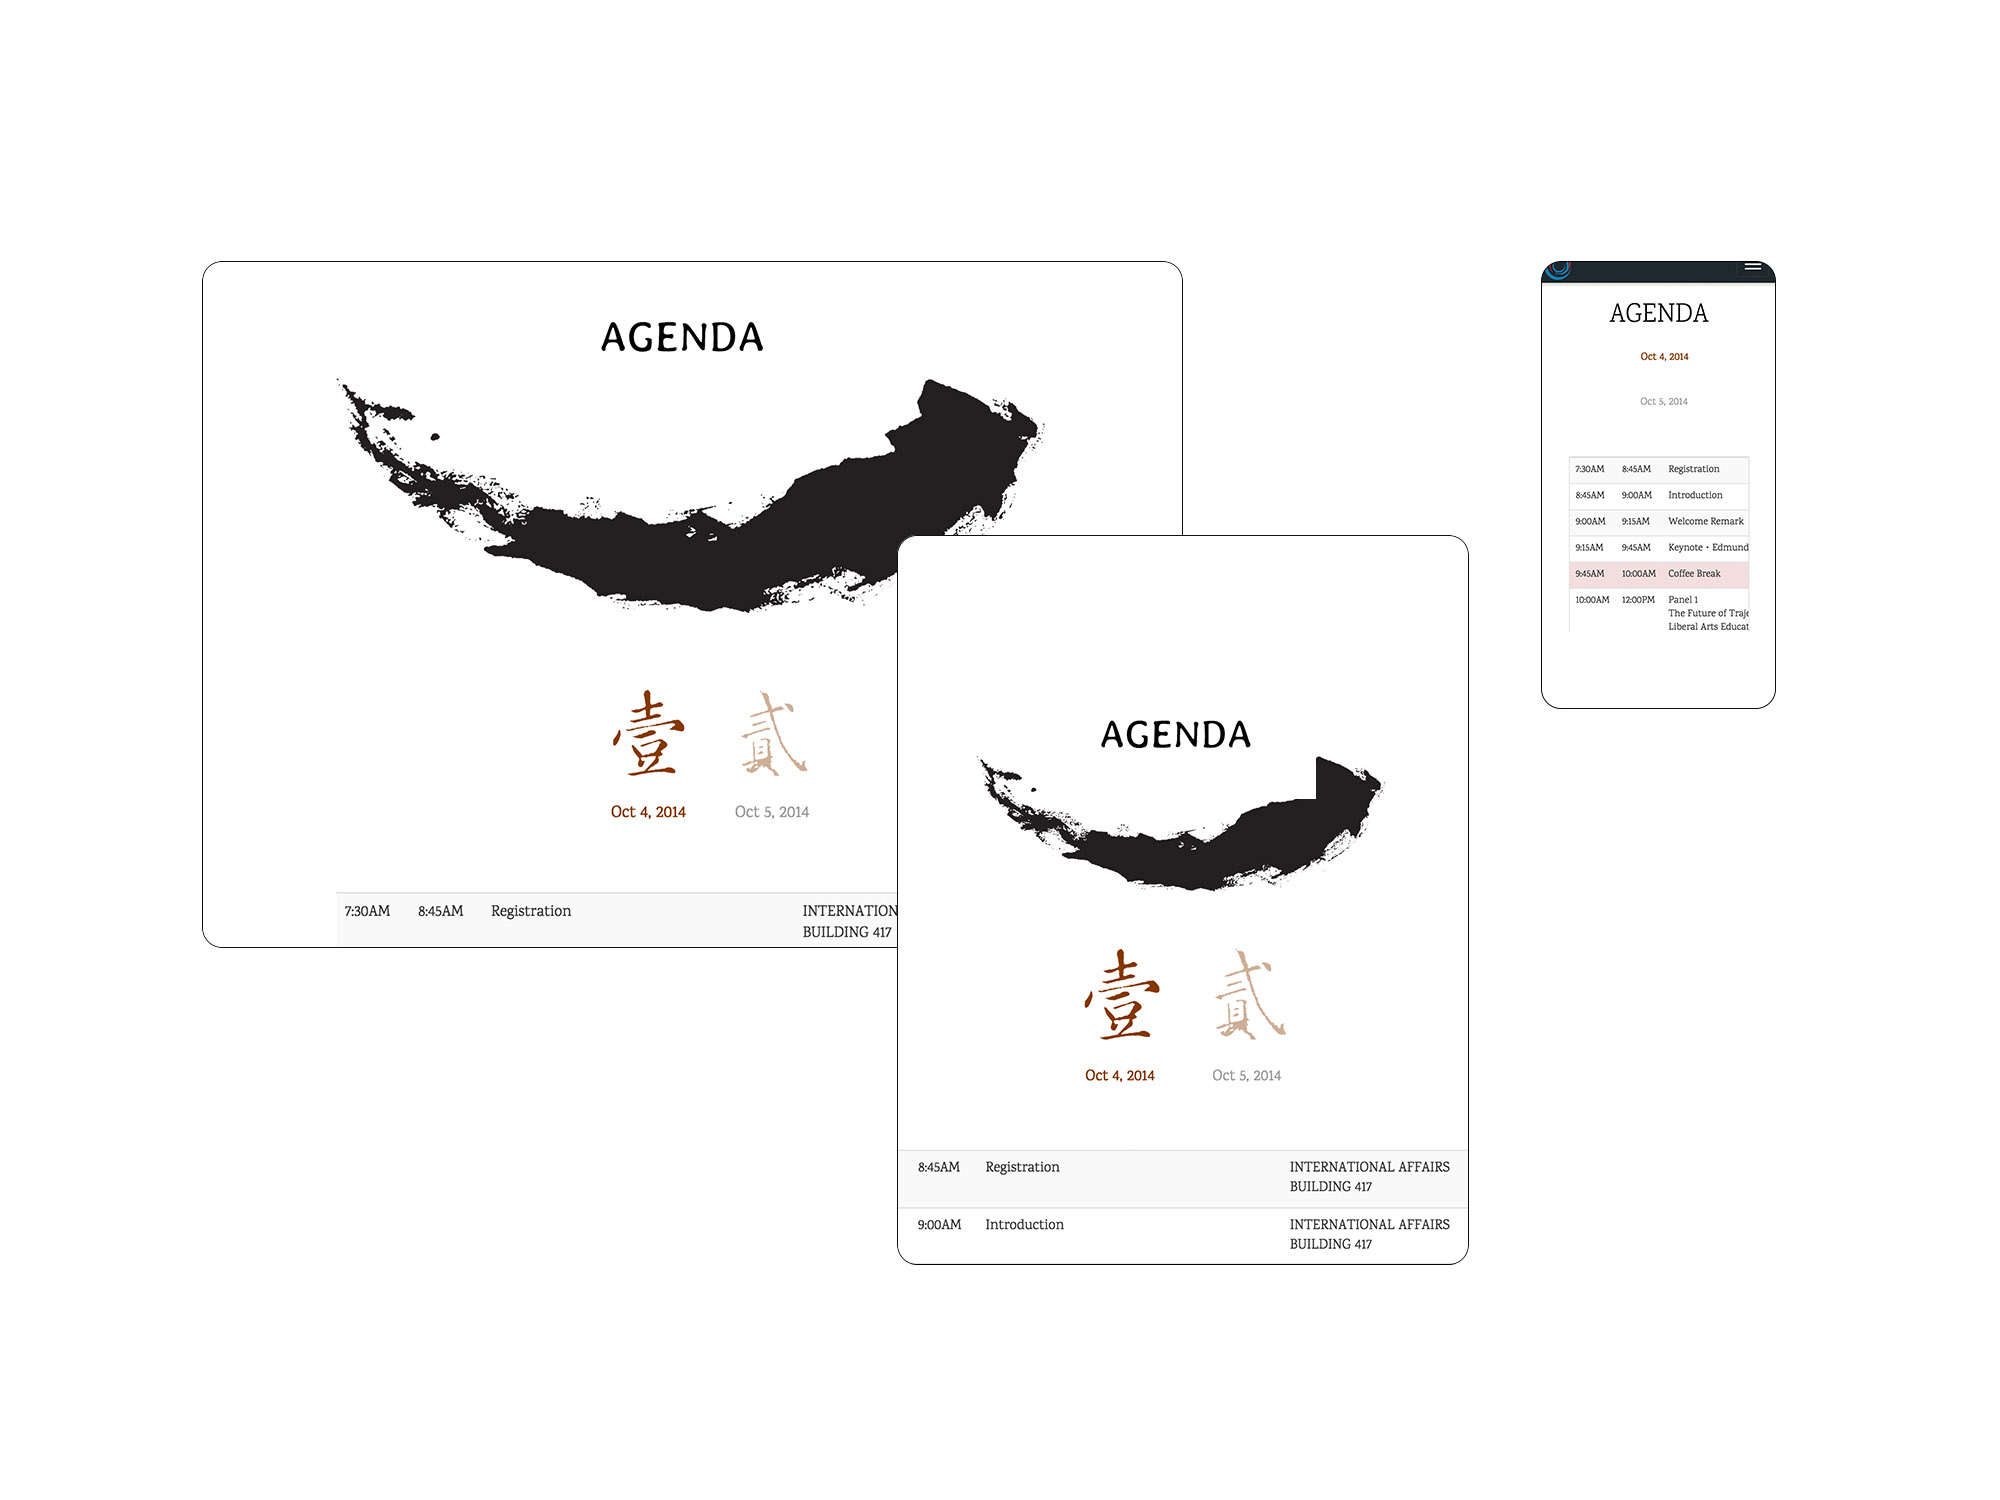 AGENDA
壹 貳
Oct 4, 2014 Oct 5, 2014
7:30AM 8:45AM Registration INTERNATION
BUILDING 417
AGENDA
壹 貳
Oct 4, 2014 Oct 5, 2014
8:45AM Registration INTERNATIONAL AFFAIRS
BUILDING 417
9:00AM Introduction INTERNATIONAL AFFAIRS
BUILDING 417
AGENDA
Oct 4, 2014
Oct 5, 2014
7:30AM 8:45AM Registration
8:45AM 9:00AM Introduction
9:00AM 9:15AM Welcome Remark
9:15AM 9:45AM Keynote • Edmund
9:45AM 10:00AM Coffee Break
10:00AM 12:00PM Panel 1
The Future of Traje
Liberal Arts Educat